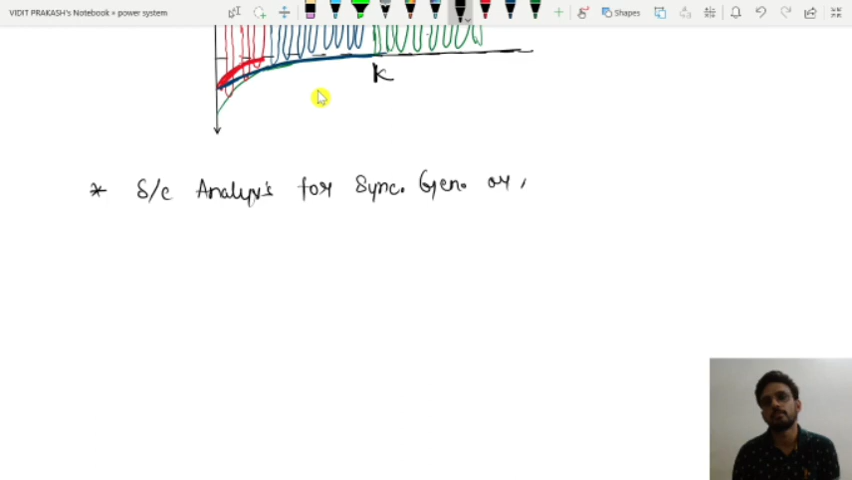 VIDIT PRAKASH's Notebook » power system
Shapes
K
* S/C Analysis for Sync. Gen. or,